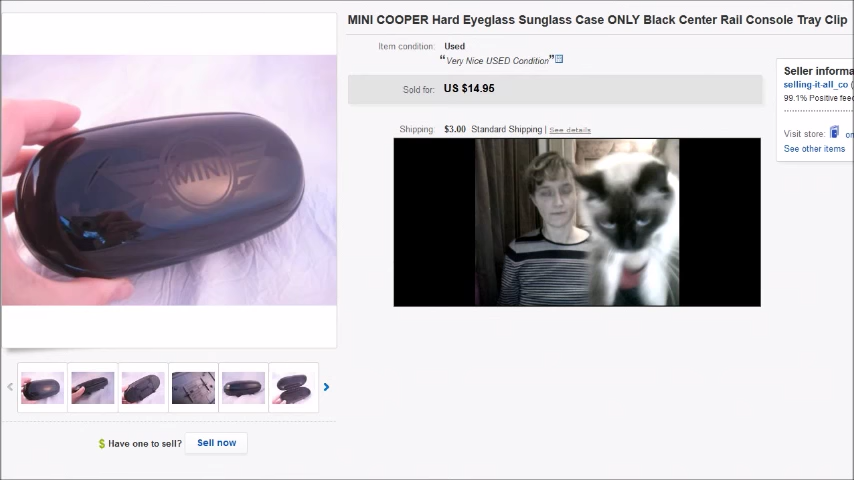 MINI COOPER Hard Eyeglass Sunglass Case ONLY Black Center Rail Console Tray Clip
Item condition: Used
“Very Nice USED Condition”
Sold for: US $14.95
Shipping: $3.00 Standard Shipping | See details
Seller informa
selling-it-all_co (
99.1% Positive feed
Visit store: on
See other items
MINI
$ Have one to sell? Sell now